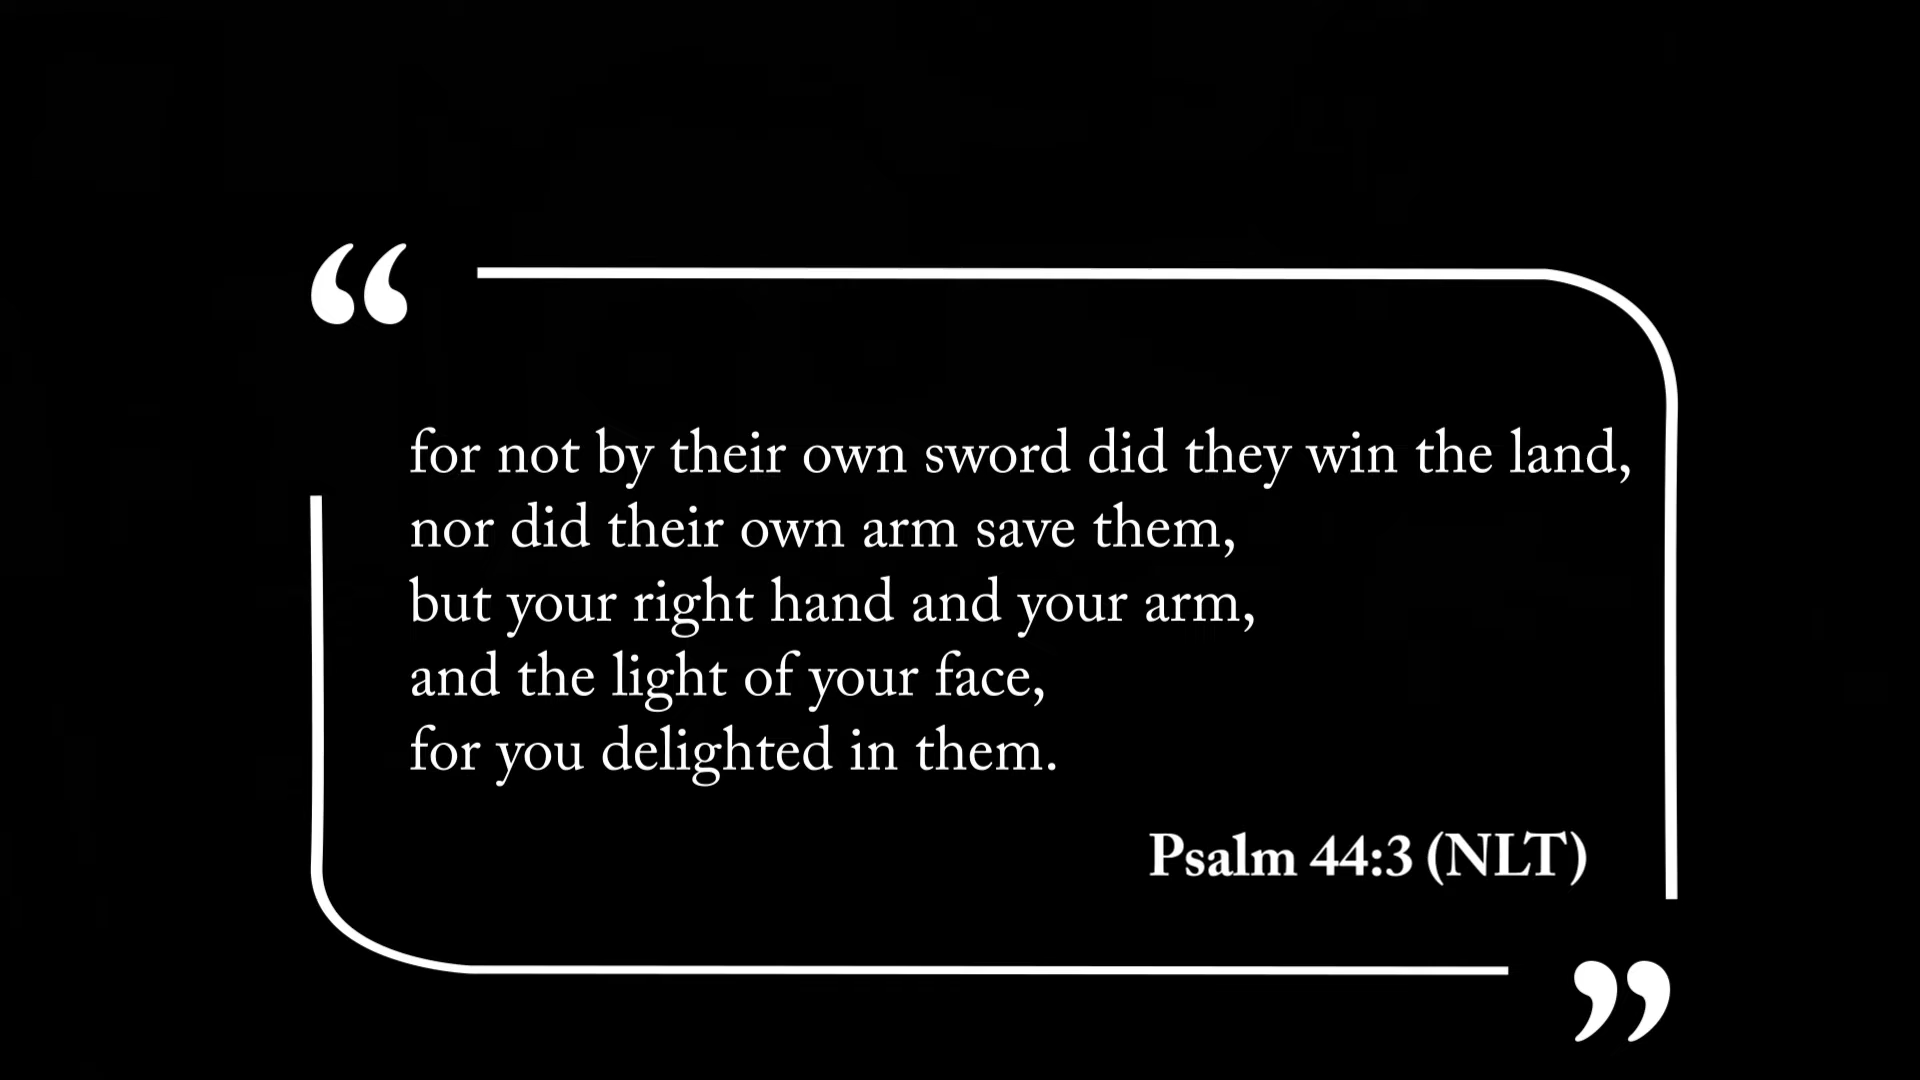 “
for not by their own sword did they win the land,
nor did their own arm save them,
but your right hand and your arm,
and the light of your face,
for you delighted in them.
Psalm 44:3 (NLT)
”